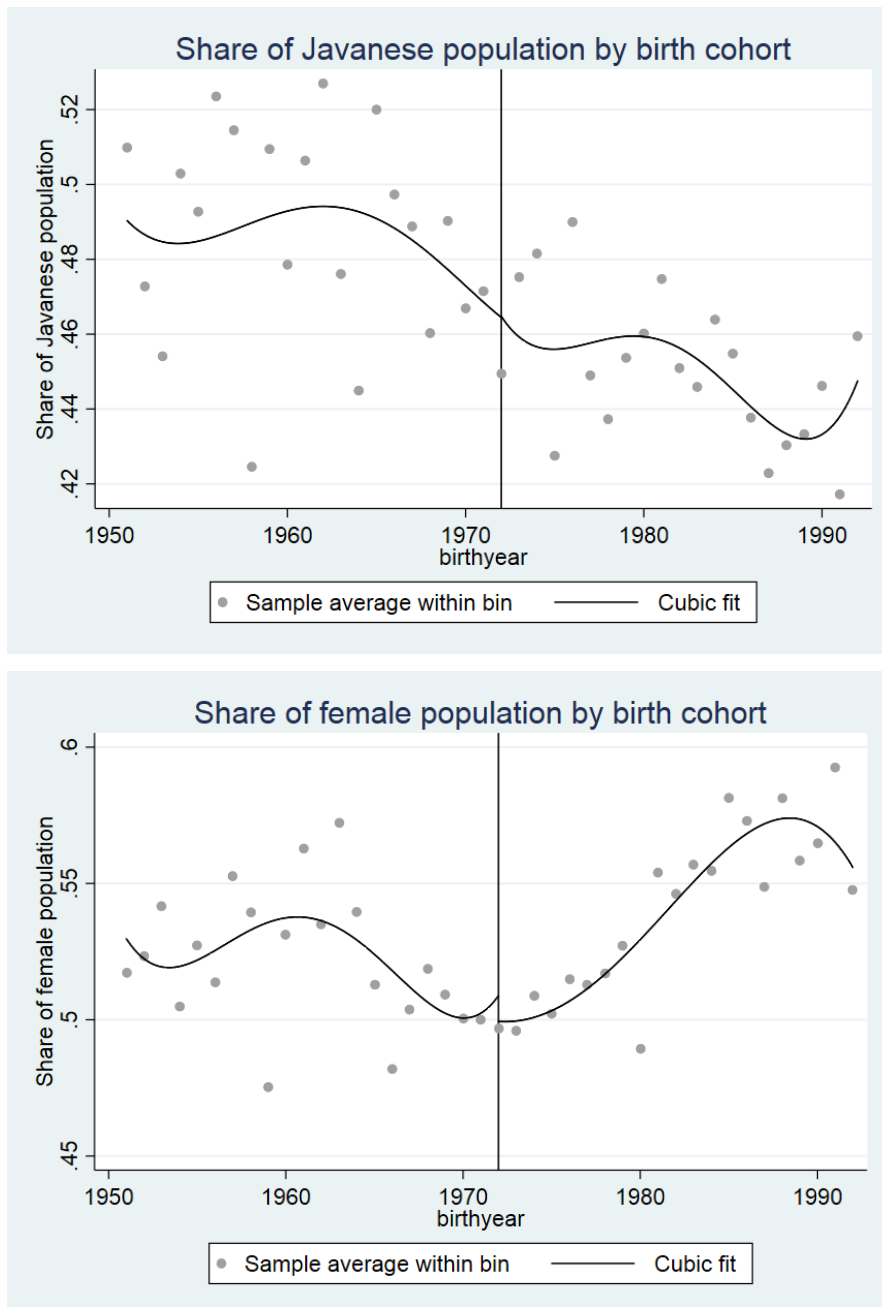 Share of Javanese population by birth cohort
Share of Javanese population
.52
.5
.48
.46
.44
.42
1950 1960 1970 1980 1990
birthyear
Sample average within bin Cubic fit
Share of female population by birth cohort
Share of female population
.6
.55
.5
.45
1950 1960 1970 1980 1990
birthyear
Sample average within bin Cubic fit